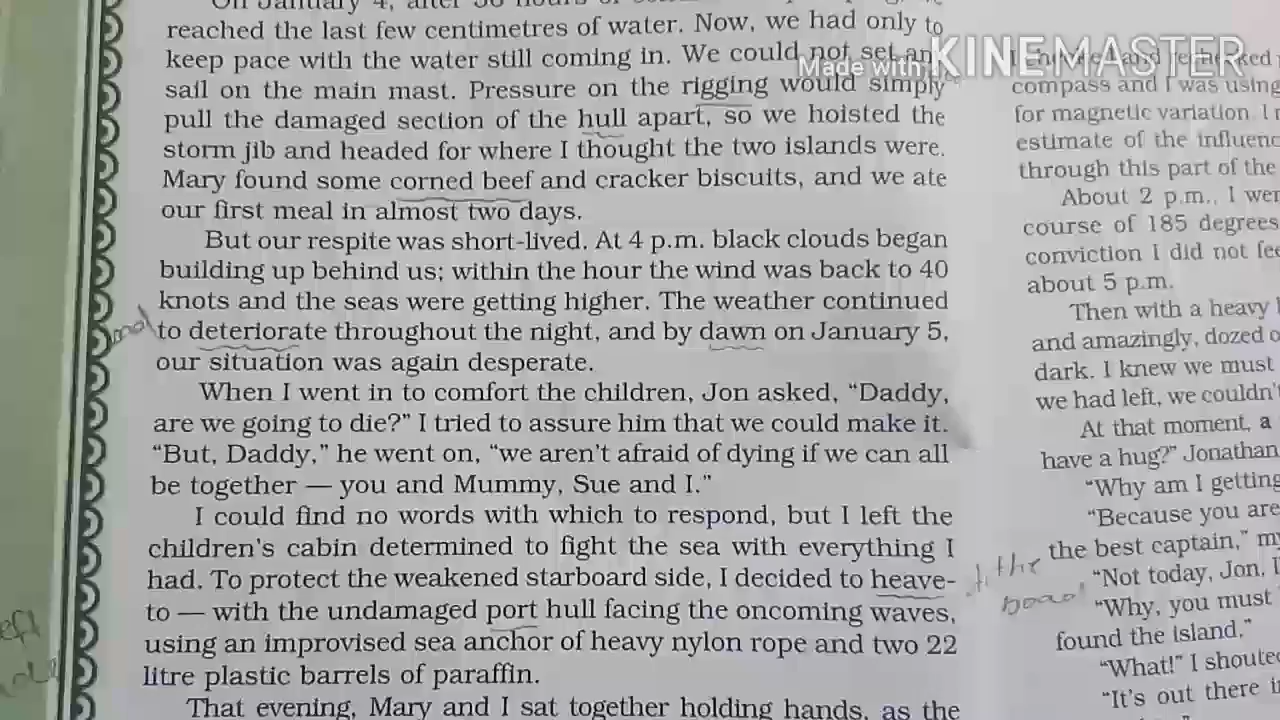 On January 4, after 36 hours of
reached the last few centimetres of water. Now, we had only to
keep pace with the water still coming in. We could not set any
sail on the main mast. Pressure on the rigging would simply
pull the damaged section of the hull apart, so we hoisted the
storm jib and headed for where I thought the two islands were.
Mary found some corned beef and cracker biscuits, and we ate
our first meal in almost two days.
But our respite was short-lived. At 4 p.m. black clouds began
building up behind us; within the hour the wind was back to 40
knots and the seas were getting higher. The weather continued
to deteriorate throughout the night, and by dawn on January 5,
our situation was again desperate.
When I went in to comfort the children, Jon asked, “Daddy,
are we going to die?” I tried to assure him that we could make it.
“But, Daddy,” he went on, “we aren’t afraid of dying if we can all
be together — you and Mummy, Sue and I.”
I could find no words with which to respond, but I left the
children’s cabin determined to fight the sea with everything I
had. To protect the weakened starboard side, I decided to heave-
to — with the undamaged port hull facing the oncoming waves,
using an improvised sea anchor of heavy nylon rope and two 22
litre plastic barrels of paraffin.
That evening, Mary and I sat together holding hands, as the
Made with KINEMASTER
compass and I was using
for magnetic variation. I
estimate of the
through this part of the
About 2 p.m., I
course of 185 degrees
conviction I did not
about 5 p.m.
Then with a heavy
and amazingly, dozed
dark. I knew we must
we had left, we couldn’
At that moment, a
have a hug?” Jonathan
“Why am I getting
“Because you are
the best captain,”
“Not today, Jon.
“Why, you must
found the island,”
“What!” I shouted
“It’s out there
the